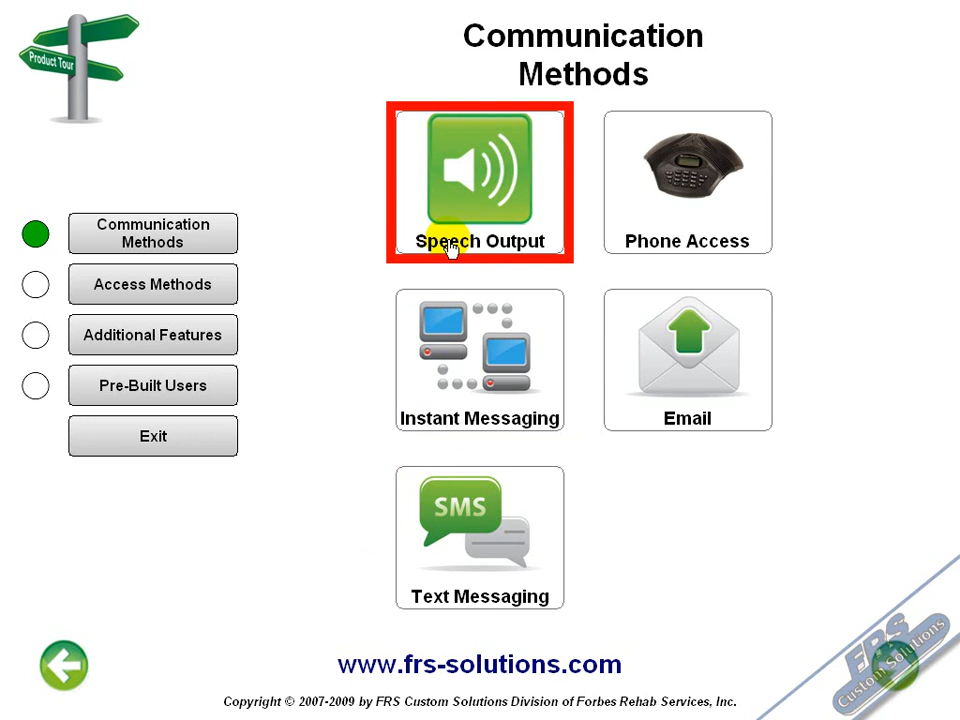 Product Tour
Communication
Methods
Communication
Methods
Access Methods
Additional Features
Pre-Built Users
Exit
Speech Output
Phone Access
Instant Messaging
Email
SMS
Text Messaging
www.frs-solutions.com
Copyright © 2007-2009 by FRS Custom Solutions Division of Forbes Rehab Services, Inc.
FRS
Custom Solutions